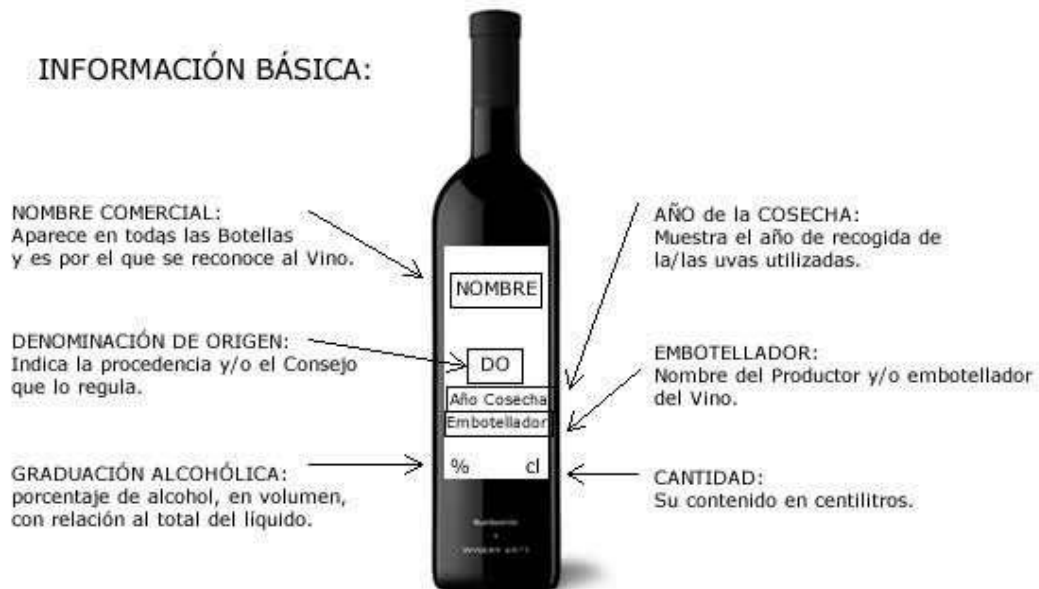 INFORMACIÓN BÁSICA:
NOMBRE COMERCIAL:
Aparece en todas las Botellas
y es por el que se reconoce al Vino.
DENOMINACIÓN DE ORIGEN:
Indica la procedencia y/o el Consejo
que lo regula.
GRADUACIÓN ALCOHÓLICA:
porcentaje de alcohol, en volumen,
con relación al total del líquido.
NOMBRE
DO
Año Cosecha
Embotellador
% cl
WINERY ARTS
AÑO de la COSECHA:
Muestra el año de recogida de
la/las uvas utilizadas.
EMBOTELLADOR:
Nombre del Productor y/o embotellador
del Vino.
CANTIDAD:
Su contenido en centilitros.